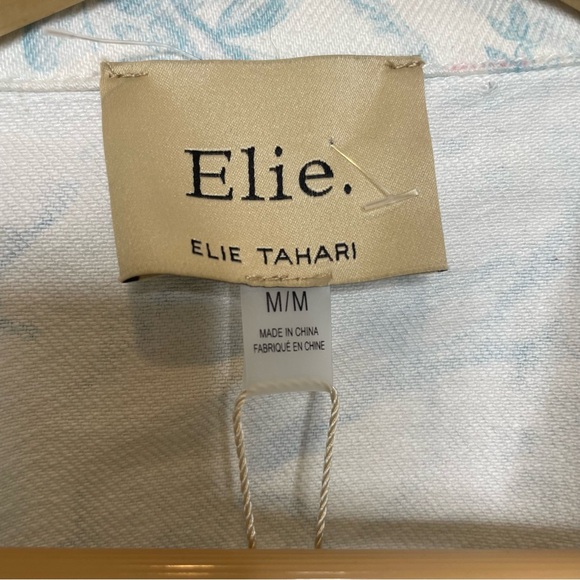 Elie.
ELIE TAHARI
M/M
MADE IN CHINA
FABRIQUÉ EN CHINE